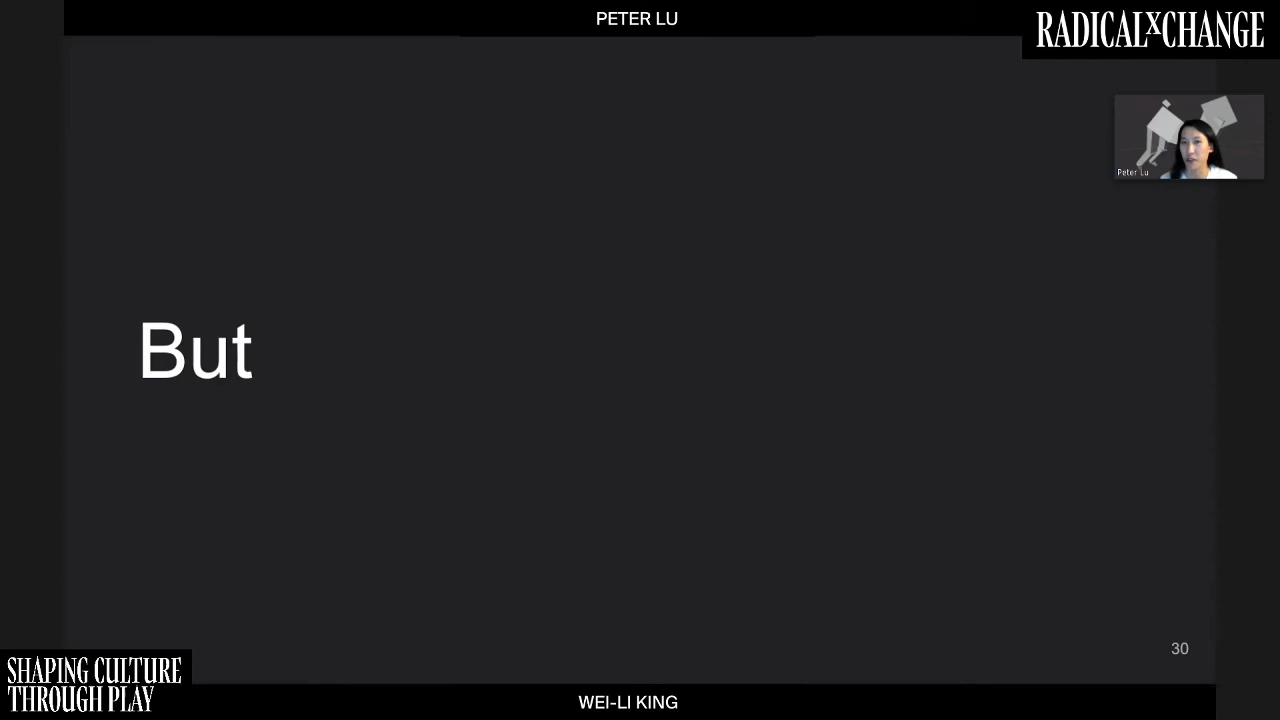 PETER LU
RADICALXCHANGE
Peter Lu
But
30
SHAPING CULTURE
THROUGH PLAY
WEI-LI KING